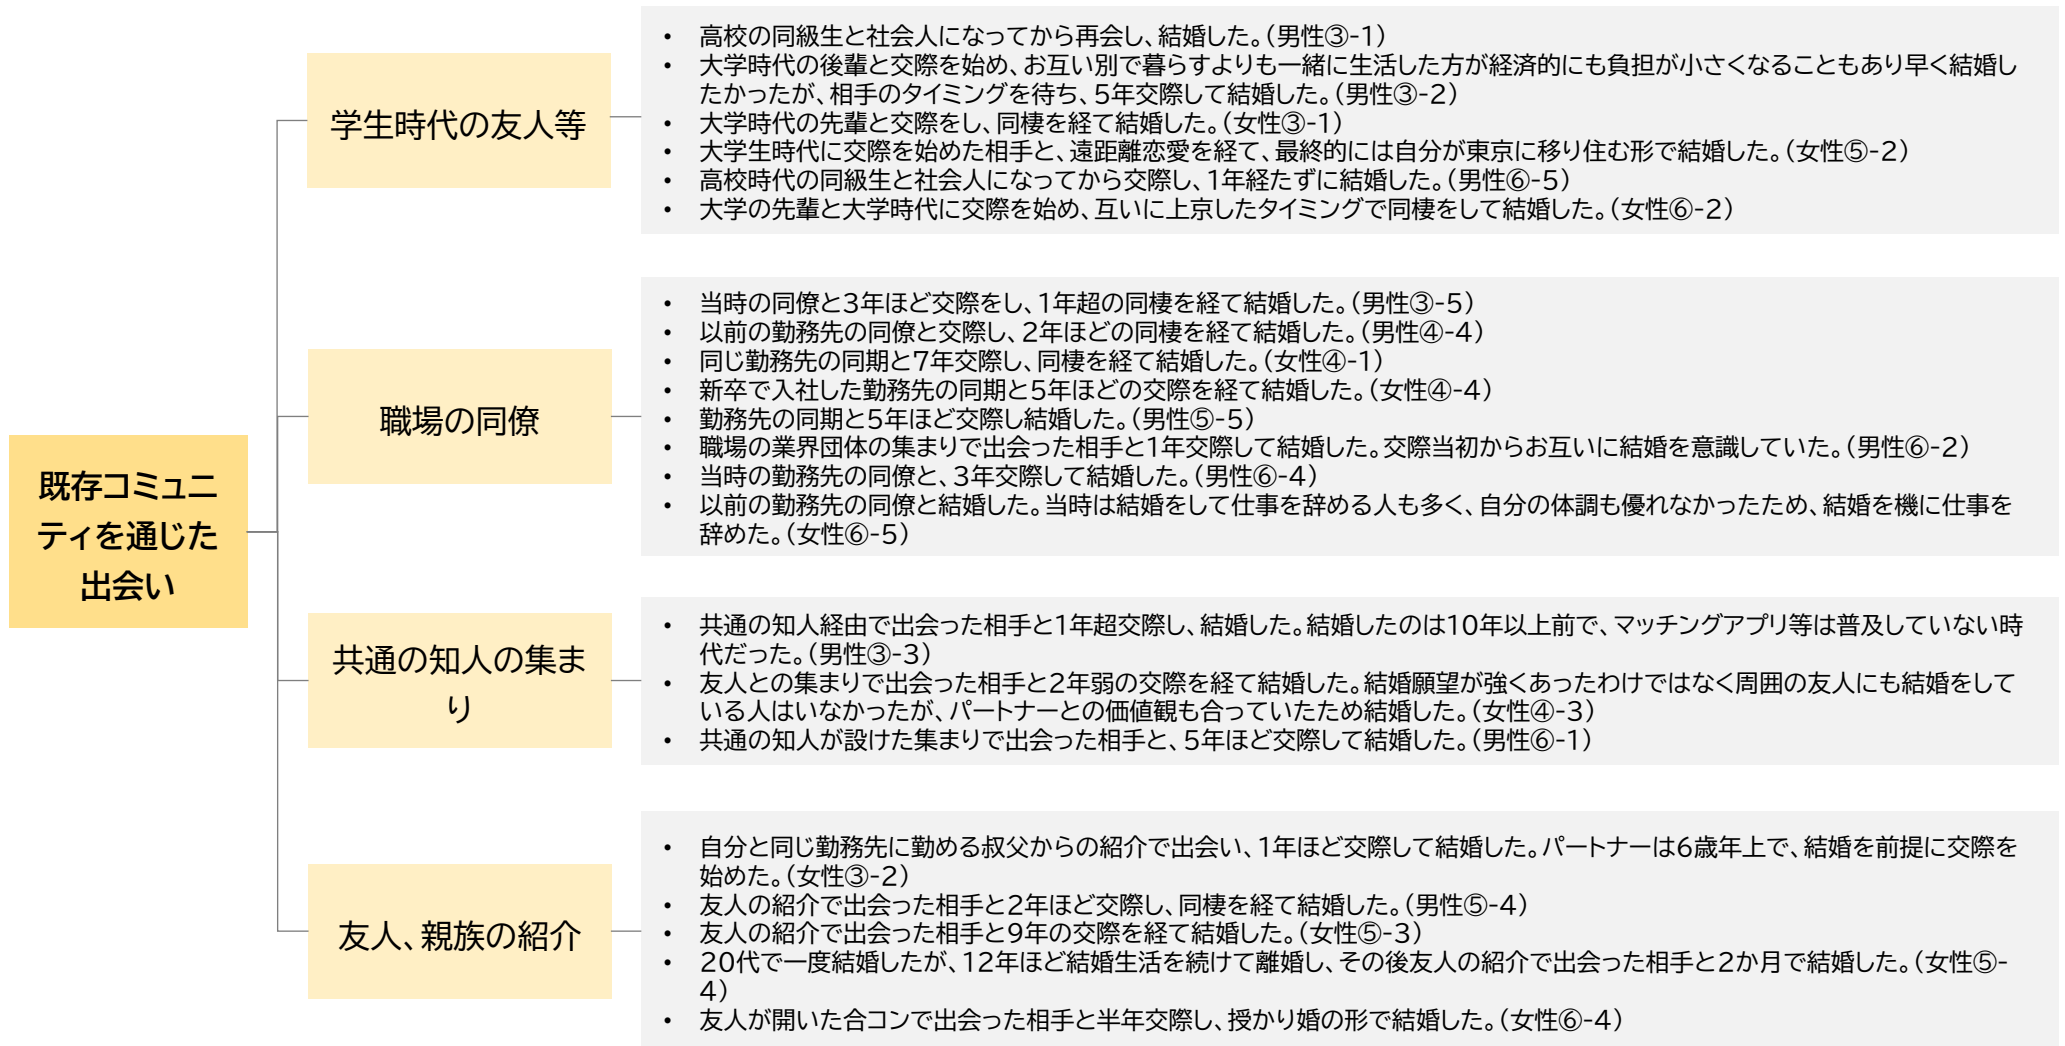 既存コミュニ
ティを通じた
出会い
学生時代の友人等
• 高校の同級生と社会人になってから再会し、結婚した。(男性③-1)
• 大学時代の後輩と交際を始め、お互い別で暮らすよりも一緒に生活した方が経済的にも負担が小さくなることもあり早く結婚し
たかったが、相手のタイミングを待ち、5年交際して結婚した。(男性③-2)
• 大学時代の先輩と交際をし、同棲を経て結婚した。(女性③-1)
• 大学生時代に交際を始めた相手と、遠距離恋愛を経て、最終的には自分が東京に移り住む形で結婚した。(女性⑤-2)
• 高校時代の同級生と社会人になってから交際し、1年経たずに結婚した。(男性⑥-5)
• 大学の先輩と大学時代に交際を始め、互いに上京したタイミングで同棲をして結婚した。(女性⑥-2)
職場の同僚
• 当時の同僚と3年ほど交際をし、1年超の同棲を経て結婚した。(男性③-5)
• 以前の勤務先の同僚と交際し、2年ほどの同棲を経て結婚した。(男性④-4)
• 同じ勤務先の同期と7年交際し、同棲を経て結婚した。(女性④-1)
• 新卒で入社した勤務先の同期と5年ほどの交際を経て結婚した。(女性④-4)
• 勤務先の同期と5年ほど交際し結婚した。(男性⑤-5)
• 職場の業界団体の集まりで出会った相手と1年交際して結婚した。交際当初からお互いに結婚を意識していた。(男性⑥-2)
• 当時の勤務先の同僚と、3年交際して結婚した。(男性⑥-4)
• 以前の勤務先の同僚と結婚した。当時は結婚をして仕事を辞める人も多く、自分の体調も優れなかったため、結婚を機に仕事を
辞めた。(女性⑥-5)
共通の知人の集ま
り
• 共通の知人経由で出会った相手と1年超交際し、結婚した。結婚したのは10年以上前で、マッチングアプリ等は普及していない時
代だった。(男性③-3)
• 友人との集まりで出会った相手と2年弱の交際を経て結婚した。結婚願望が強くあったわけではなく周囲の友人にも結婚をして
いる人はいなかったが、パートナーとの価値観も合っていたため結婚した。(女性④-3)
• 共通の知人が設けた集まりで出会った相手と、5年ほど交際して結婚した。(男性⑥-1)
友人、親族の紹介
• 自分と同じ勤務先に勤める叔父からの紹介で出会い、1年ほど交際して結婚した。パートナーは6歳年上で、結婚を前提に交際を
始めた。(女性③-2)
• 友人の紹介で出会った相手と2年ほど交際し、同棲を経て結婚した。(男性⑤-4)
• 友人の紹介で出会った相手と9年の交際を経て結婚した。(女性⑤-3)
• 20代で一度結婚したが、12年ほど結婚生活を続けて離婚し、その後友人の紹介で出会った相手と2か月で結婚した。(女性⑤-
4)
• 友人が開いた合コンで出会った相手と半年交際し、授かり婚の形で結婚した。(女性⑥-4)